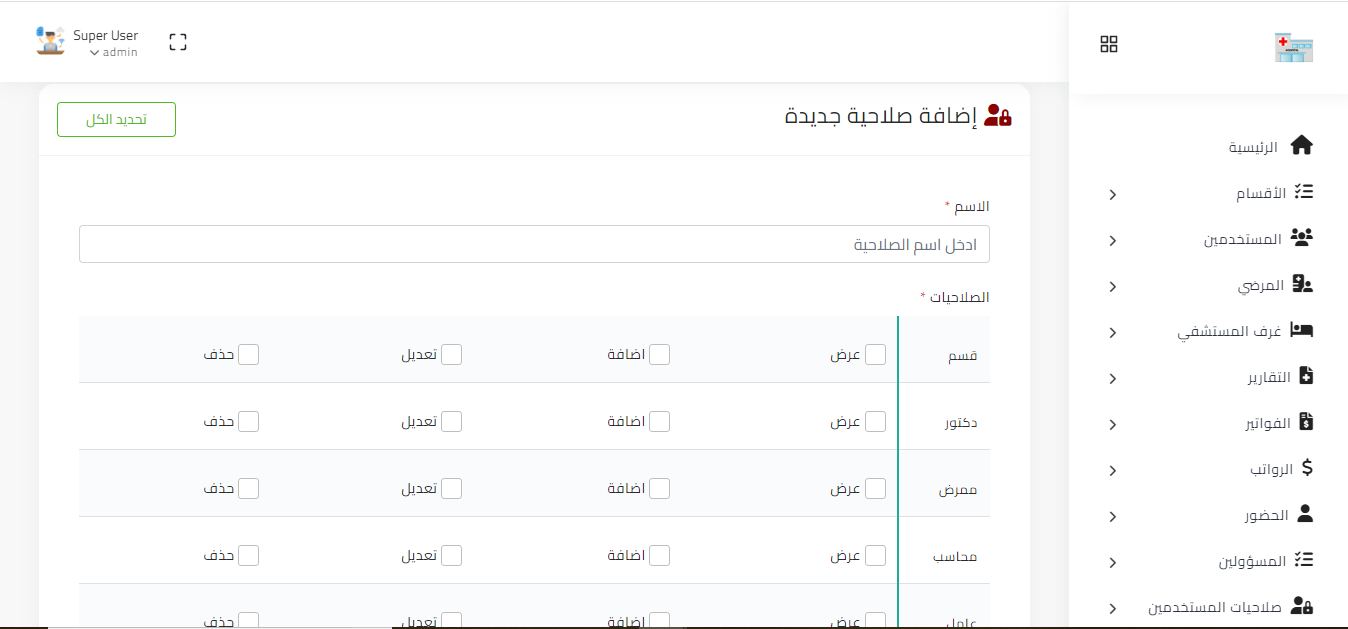 Super User
admin
إضافة صلاحية جديدة
تحديد الكل
الرئيسية
الأقسام
المستخدمين
المرضي
غرف المستشفي
التقارير
الفواتير
الرواتب
الحضور
المسؤولين
صلاحيات المستخدمين
الاسم *
ادخل اسم الصلاحية
الصلاحيات *
قسم عرض اضافة تعديل حذف
دكتور عرض اضافة تعديل حذف
ممرض عرض اضافة تعديل حذف
محاسب عرض اضافة تعديل حذف
عامل عرض اضافة تعديل حذف